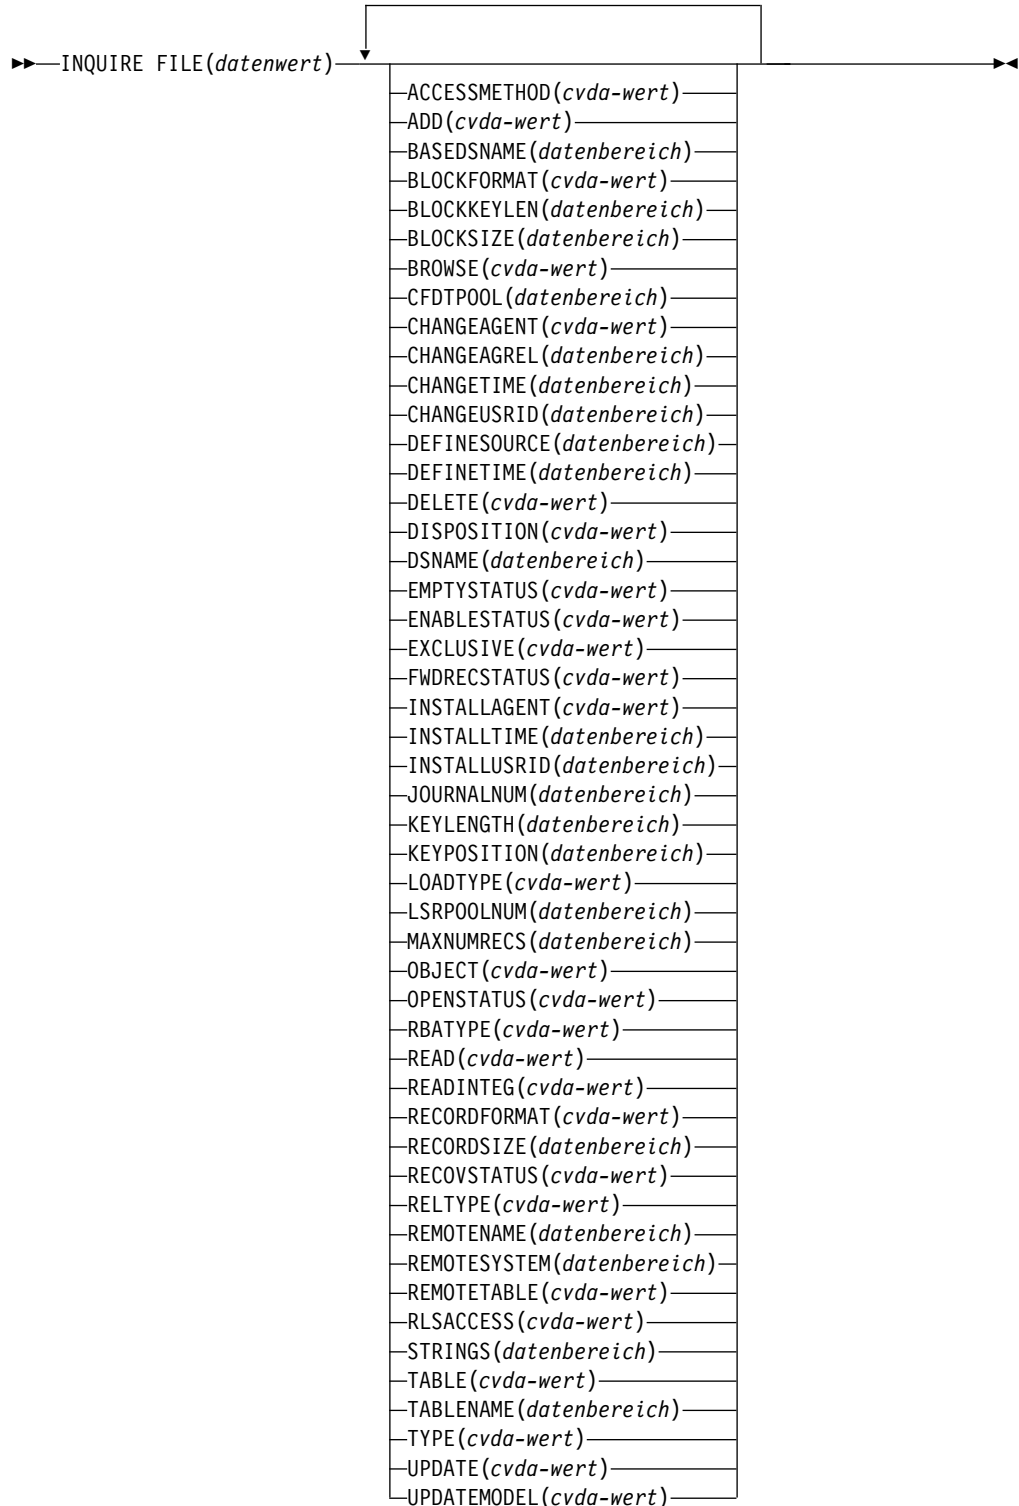 INQUIRE FILE(datenwert)
ACCESSMETHOD(cvda-wert)
ADD(cvda-wert)
BASEDSNAME(datenbereich)
BLOCKFORMAT(cvda-wert)
BLOCKKEYLEN(datenbereich)
BLOCKSIZE(datenbereich)
BROWSE(cvda-wert)
CFDTPOOL(datenbereich)
CHANGEAGENT(cvda-wert)
CHANGEAGREL(datenbereich)
CHANGETIME(datenbereich)
CHANGEUSRID(datenbereich)
DEFINESOURCE(datenbereich)
DEFINETIME(datenbereich)
DELETE(cvda-wert)
DISPOSITION(cvda-wert)
DSNAME(datenbereich)
EMPTYSTATUS(cvda-wert)
ENABLESTATUS(cvda-wert)
EXCLUSIVE(cvda-wert)
FWDRECSTATUS(cvda-wert)
INSTALLAGENT(cvda-wert)
INSTALLTIME(datenbereich)
INSTALLUSRID(datenbereich)
JOURNALNUM(datenbereich)
KEYLENGTH(datenbereich)
KEYPOSITION(datenbereich)
LOADTYPE(cvda-wert)
LSRPOOLNUM(datenbereich)
MAXNUMRECS(datenbereich)
OBJECT(cvda-wert)
OPENSTATUS(cvda-wert)
RBATYPE(cvda-wert)
READ(cvda-wert)
READINTEG(cvda-wert)
RECORDFORMAT(cvda-wert)
RECORDSIZE(datenbereich)
RECOVSTATUS(cvda-wert)
RELTYPE(cvda-wert)
REMOTENAME(datenbereich)
REMOTESYSTEM(datenbereich)
REMOTETABLE(cvda-wert)
RLSACCESS(cvda-wert)
STRINGS(datenbereich)
TABLE(cvda-wert)
TABLENAME(datenbereich)
TYPE(cvda-wert)
UPDATE(cvda-wert)
UPDATEMODEL(cvda-wert)